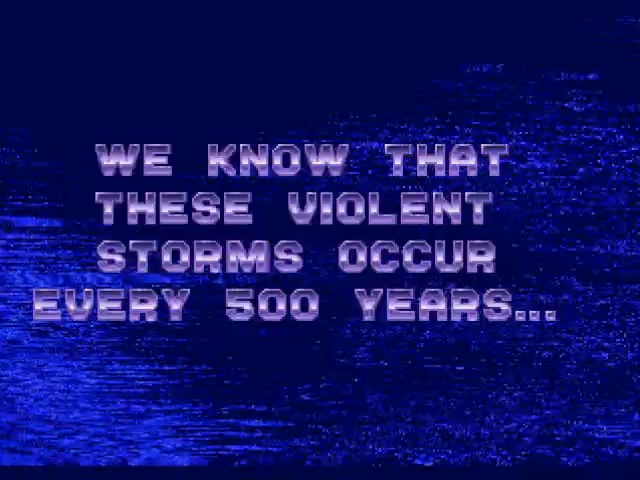 WE KNOW THAT
THESE VIOLENT
STORMS OCCUR
EVERY 500 YEARS...